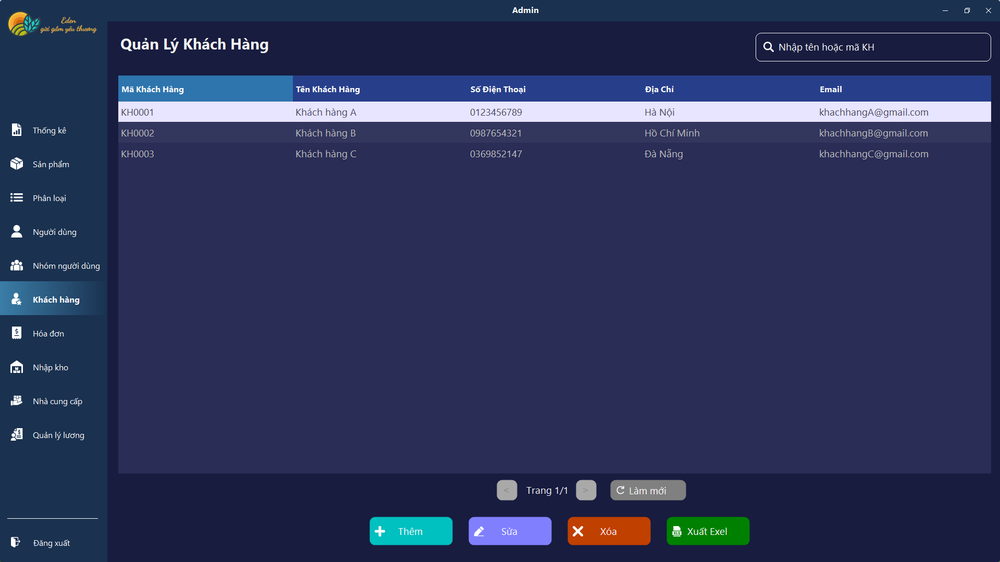 Admin
Eden
gửi gắm yêu thương
Quản Lý Khách Hàng
Nhập tên hoặc mã KH
Mã Khách Hàng Tên Khách Hàng Số Điện Thoại Địa Chỉ Email
KH0001 Khách hàng A 0123456789 Hà Nội khachhangA@gmail.com
KH0002 Khách hàng B 0987654321 Hồ Chí Minh khachhangB@gmail.com
KH0003 Khách hàng C 0369852147 Đà Nẵng khachhangC@gmail.com
Thống kê
Sản phẩm
Phân loại
Người dùng
Nhóm người dùng
Khách hàng
Hóa đơn
Nhập kho
Nhà cung cấp
Quản lý lương
Đăng xuất
< Trang 1/1 > Làm mới
Thêm Sửa Xóa XLS Xuất Exel